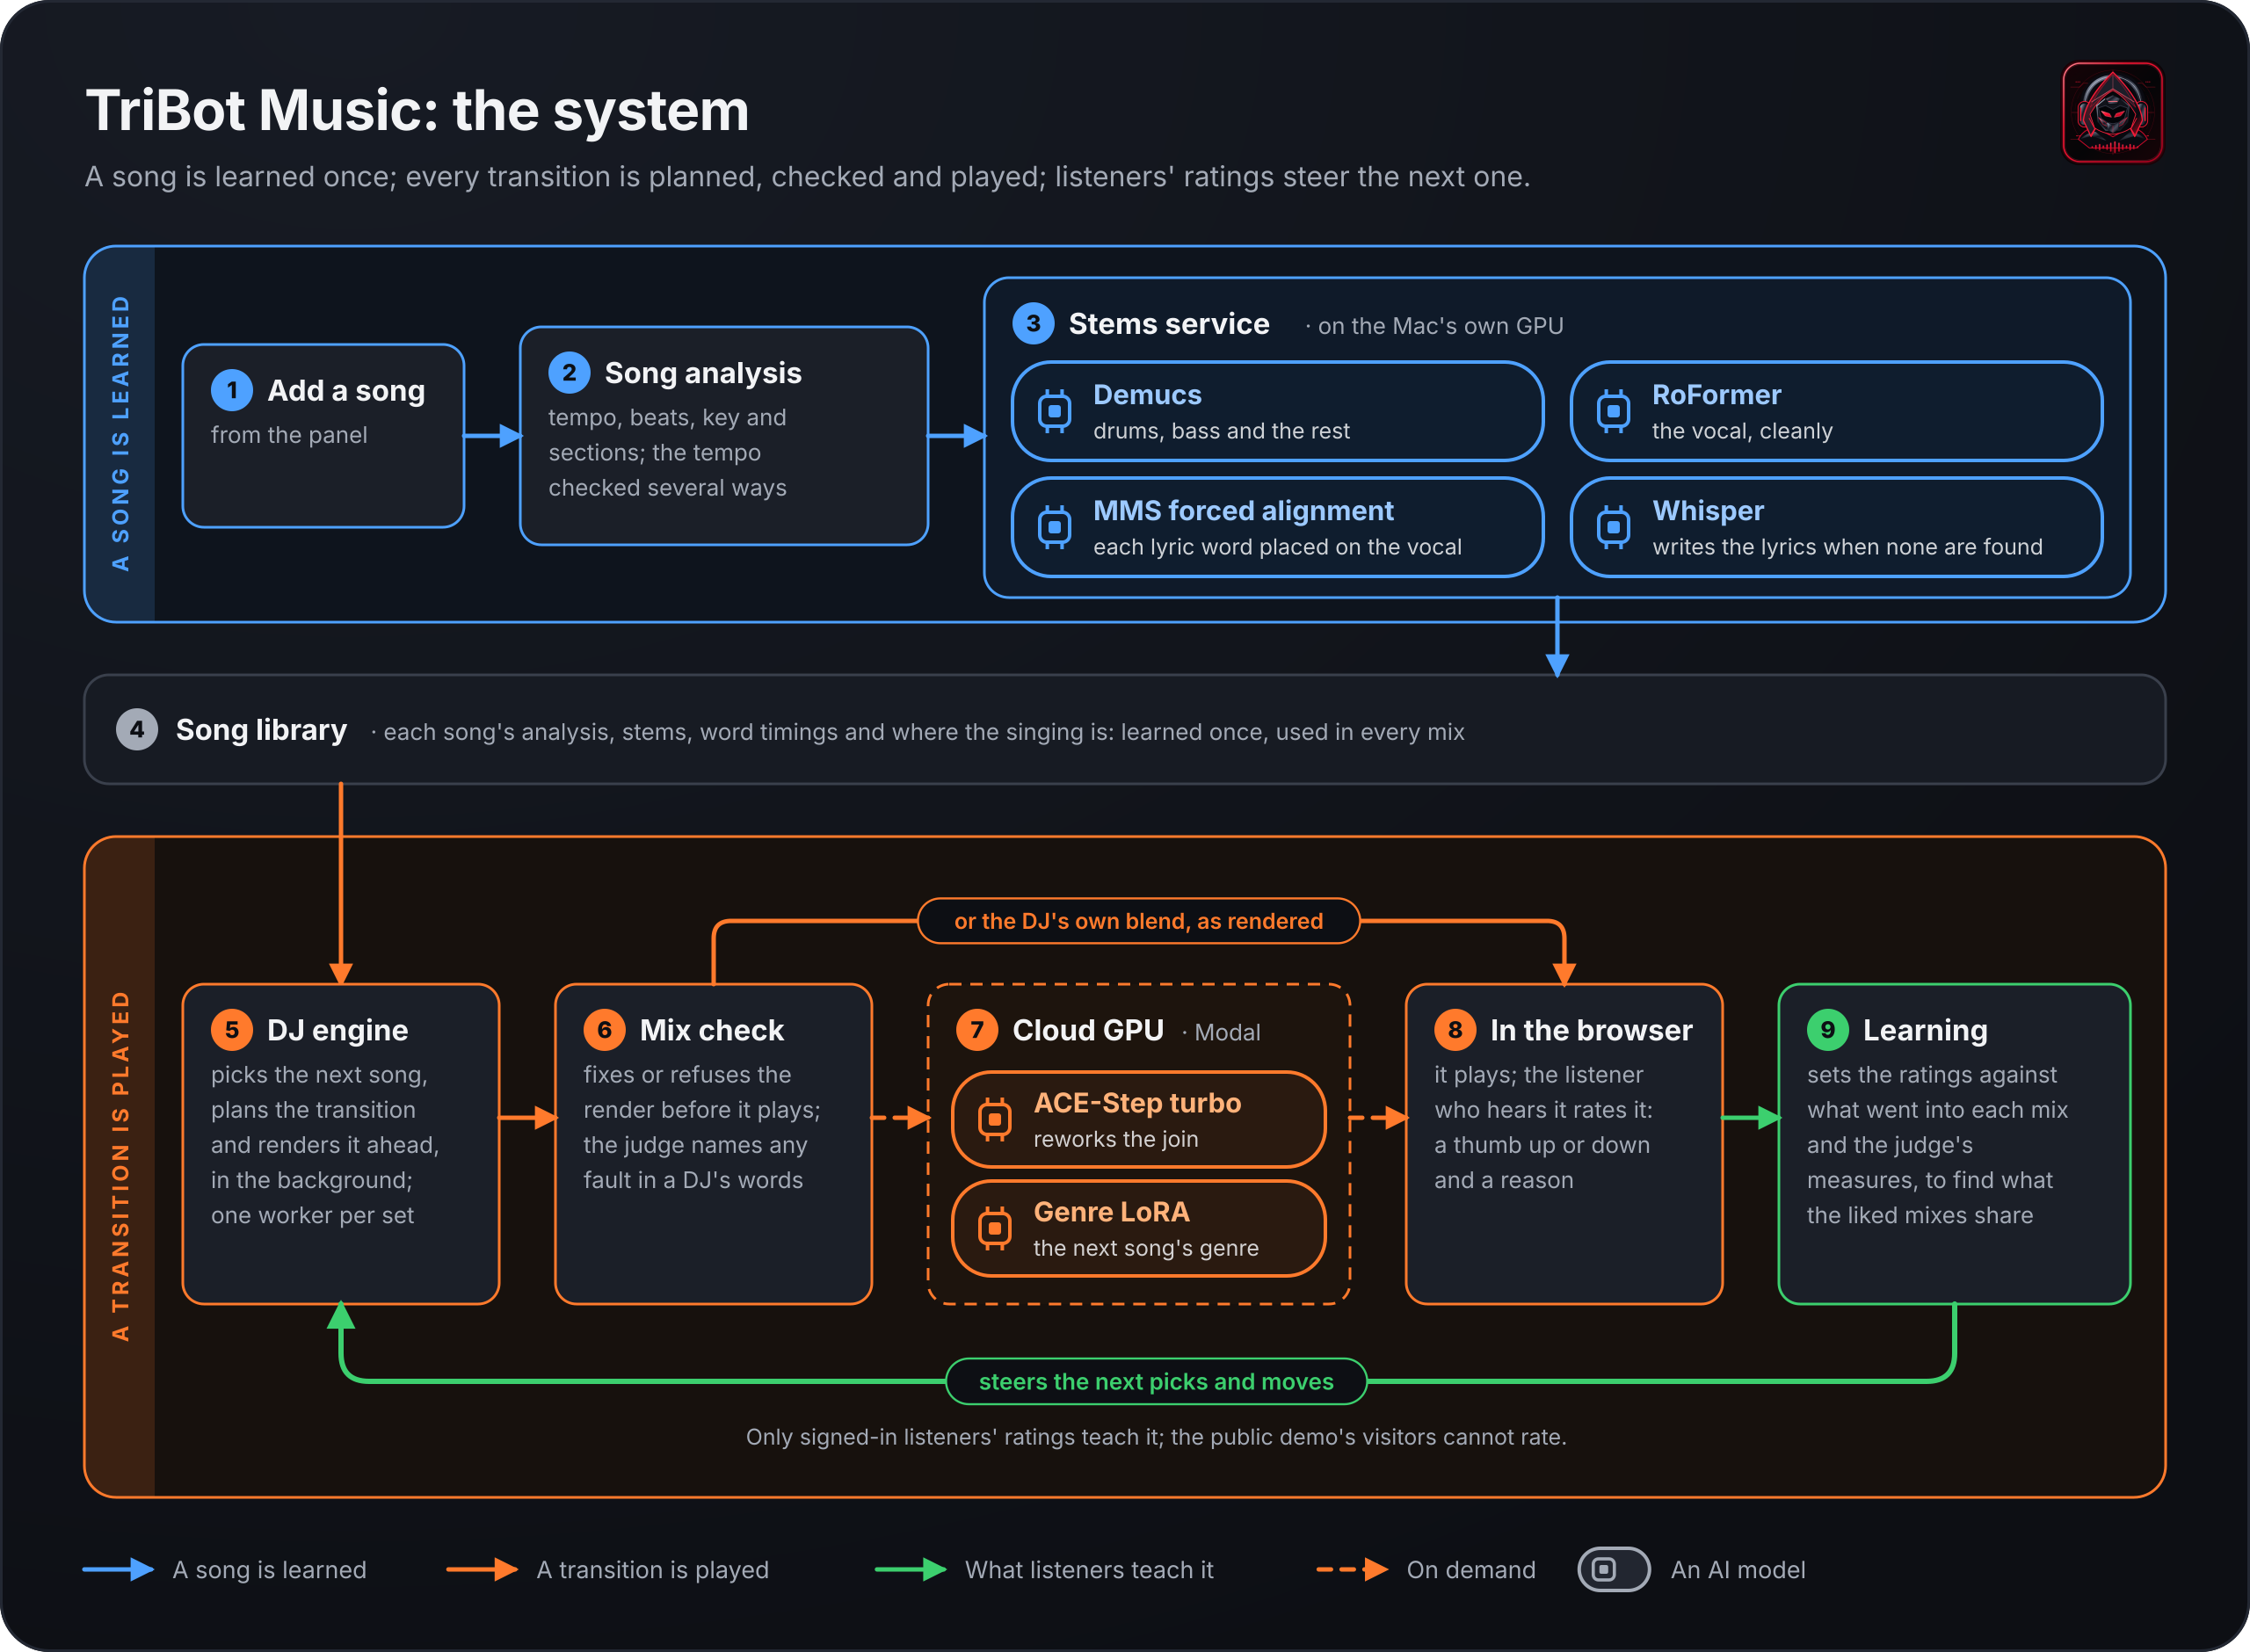 TriBot Music: the system
A song is learned once; every transition is planned, checked and played; listeners' ratings steer the next one.
A SONG IS LEARNED
1 Add a song
from the panel
2 Song analysis
tempo, beats, key and
sections; the tempo
checked several ways
3 Stems service · on the Mac's own GPU
Demucs
drums, bass and the rest
RoFormer
the vocal, cleanly
MMS forced alignment
each lyric word placed on the vocal
Whisper
writes the lyrics when none are found
4 Song library · each song's analysis, stems, word timings and where the singing is: learned once, used in every mix
A TRANSITION IS PLAYED
or the DJ's own blend, as rendered
5 DJ engine
picks the next song,
plans the transition
and renders it ahead,
in the background;
one worker per set
6 Mix check
fixes or refuses the
render before it plays;
the judge names any
fault in a DJ's words
7 Cloud GPU · Modal
ACE-Step turbo
reworks the join
Genre LoRA
the next song's genre
8 In the browser
it plays; the listener
who hears it rates it:
a thumb up or down
and a reason
9 Learning
sets the ratings against
what went into each mix
and the judge's
measures, to find what
the liked mixes share
steers the next picks and moves
Only signed-in listeners' ratings teach it; the public demo's visitors cannot rate.
A song is learned
A transition is played
What listeners teach it
On demand
An AI model